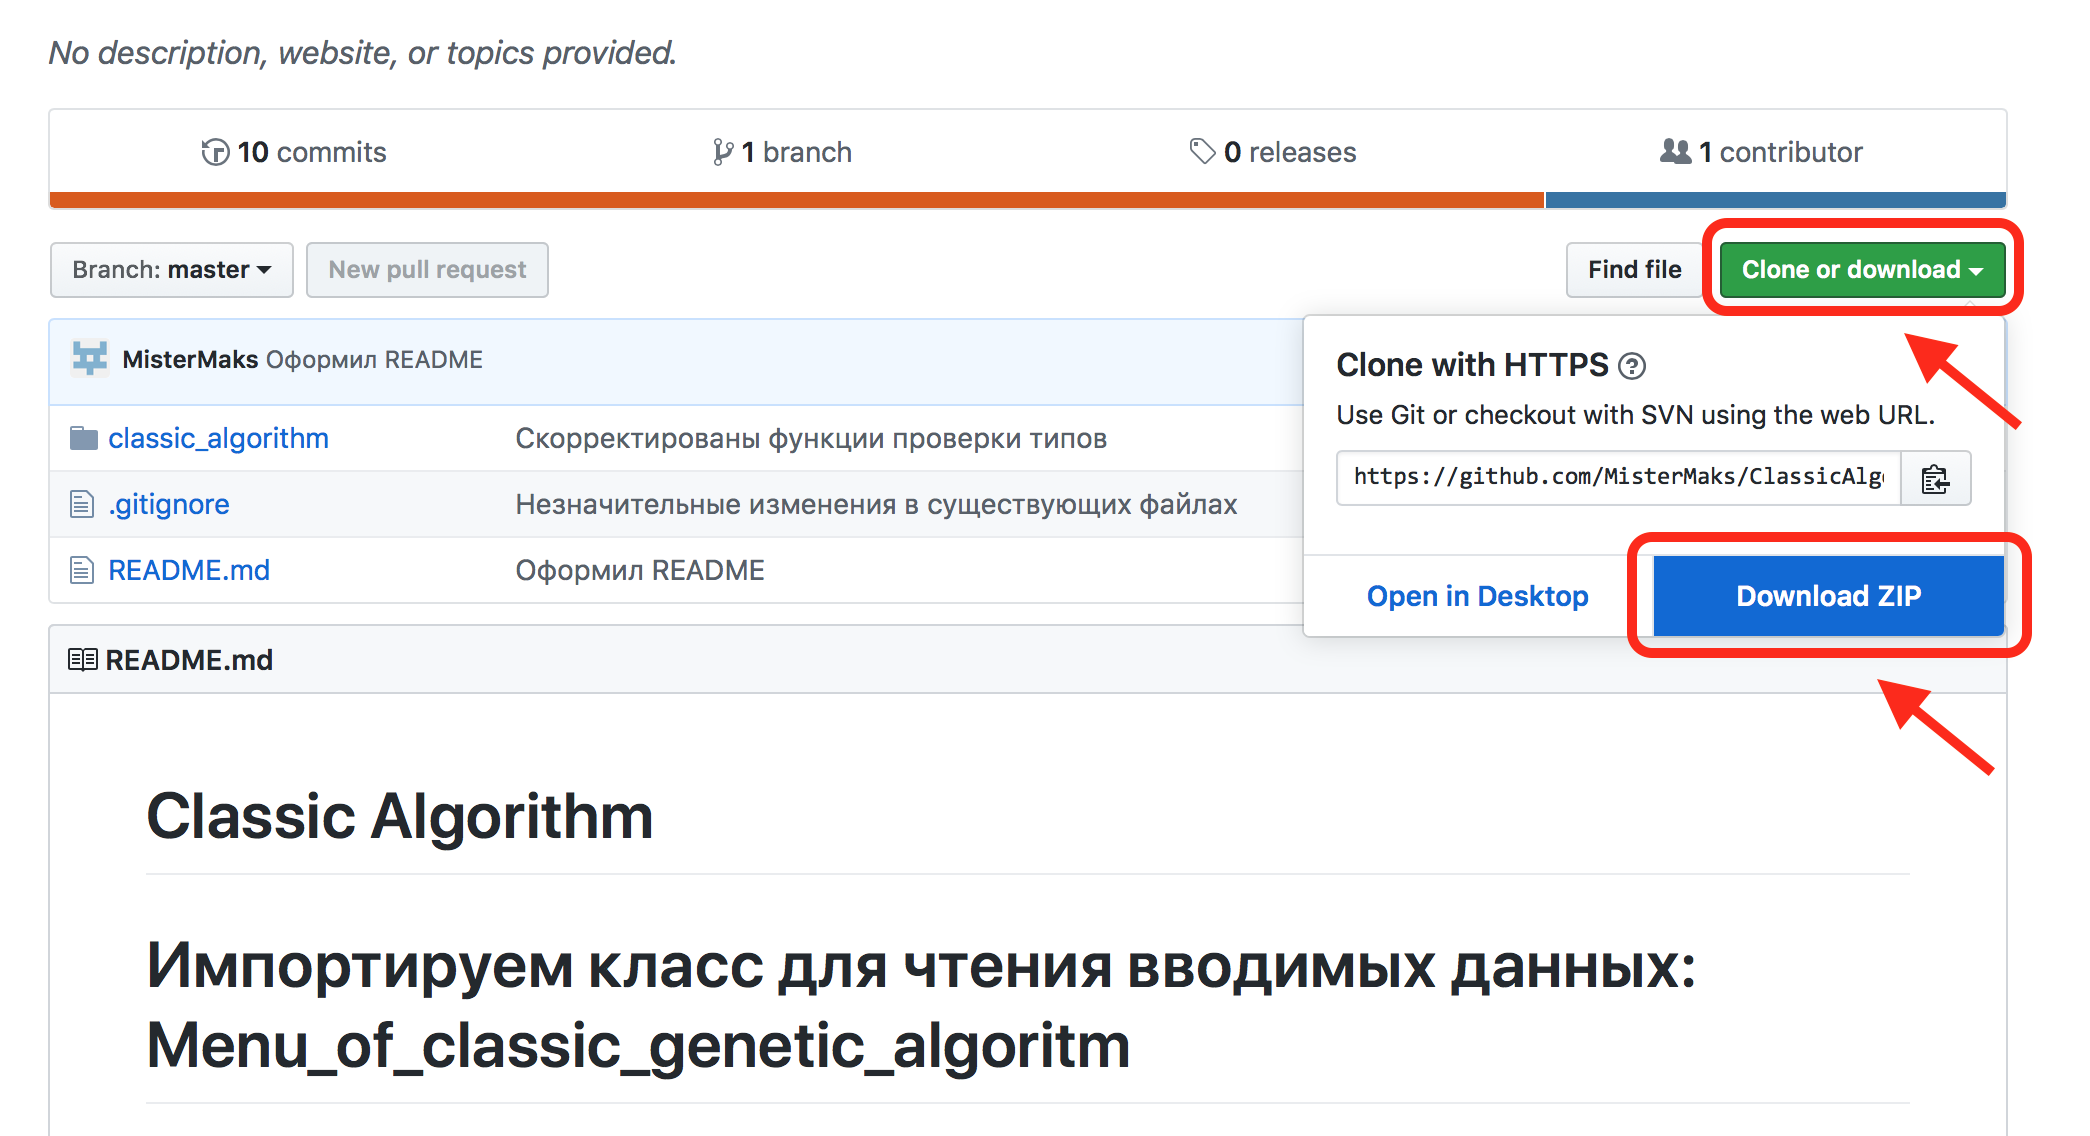 No description, website, or topics provided.
10 commits
1 branch
0 releases
1 contributor
Branch: master
New pull request
Find file
Clone or download
MisterMaks Оформил README
Clone with HTTPS
Use Git or checkout with SVN using the web URL.
https://github.com/MisterMaks/ClassicAlg
Open in Desktop
Download ZIP
classic_algorithm Скорректированы функции проверки типов
.gitignore Незначительные изменения в существующих файлах
README.md Оформил README
README.md
Classic Algorithm
Импортируем класс для чтения вводимых данных:
Menu_of_classic_genetic_algoritm